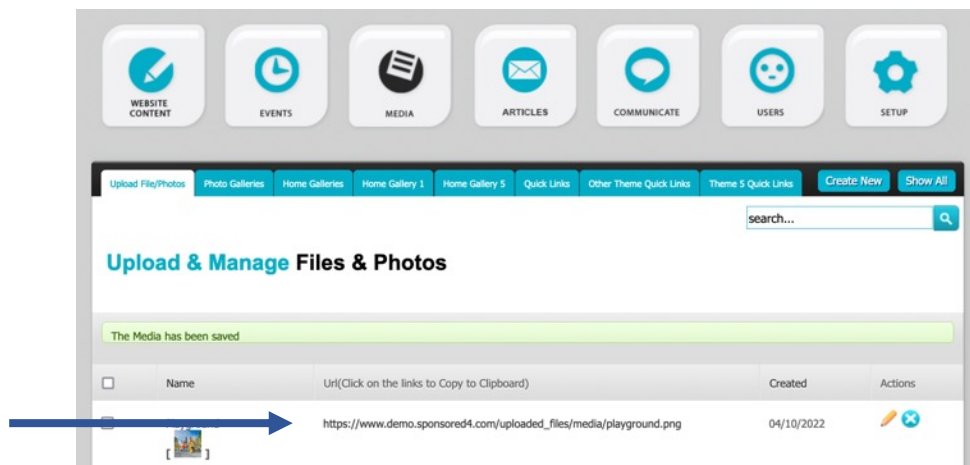 WEBSITE
CONTENT
EVENTS
MEDIA
ARTICLES
COMMUNICATE
USERS
SETUP
Upload File/Photos
Photo Galleries
Home Galleries
Home Gallery 1
Home Gallery 5
Quick Links
Other Theme Quick Links
Theme 5 Quick Links
Create New
Show All
search...
Upload & Manage Files & Photos
The Media has been saved
Name
Url(Click on the links to Copy to Clipboard)
Created
Actions
https://www.demo.sponsored4.com/uploaded_files/media/playground.png
04/10/2022
[ ]